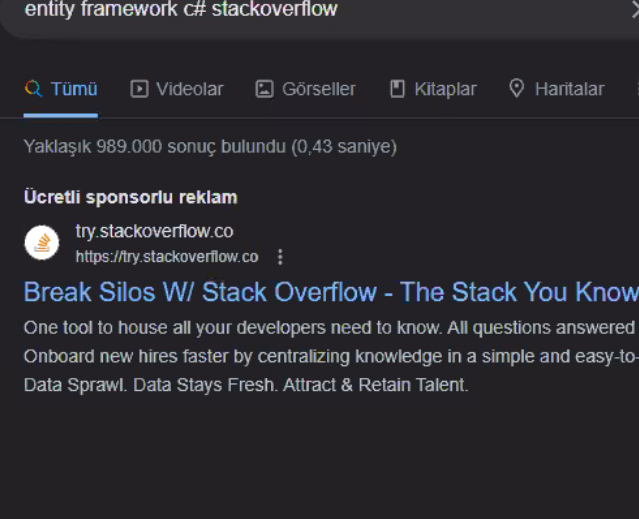 entity framework c# stackoverflow
Tümü Videolar Görseller Kitaplar Haritalar
Yaklaşık 989.000 sonuç bulundu (0,43 saniye)
Ücretli sponsorlu reklam
try.stackoverflow.co
https://try.stackoverflow.co
Break Silos W/ Stack Overflow - The Stack You Know
One tool to house all your developers need to know. All questions answered
Onboard new hires faster by centralizing knowledge in a simple and easy-to-
Data Sprawl. Data Stays Fresh. Attract & Retain Talent.